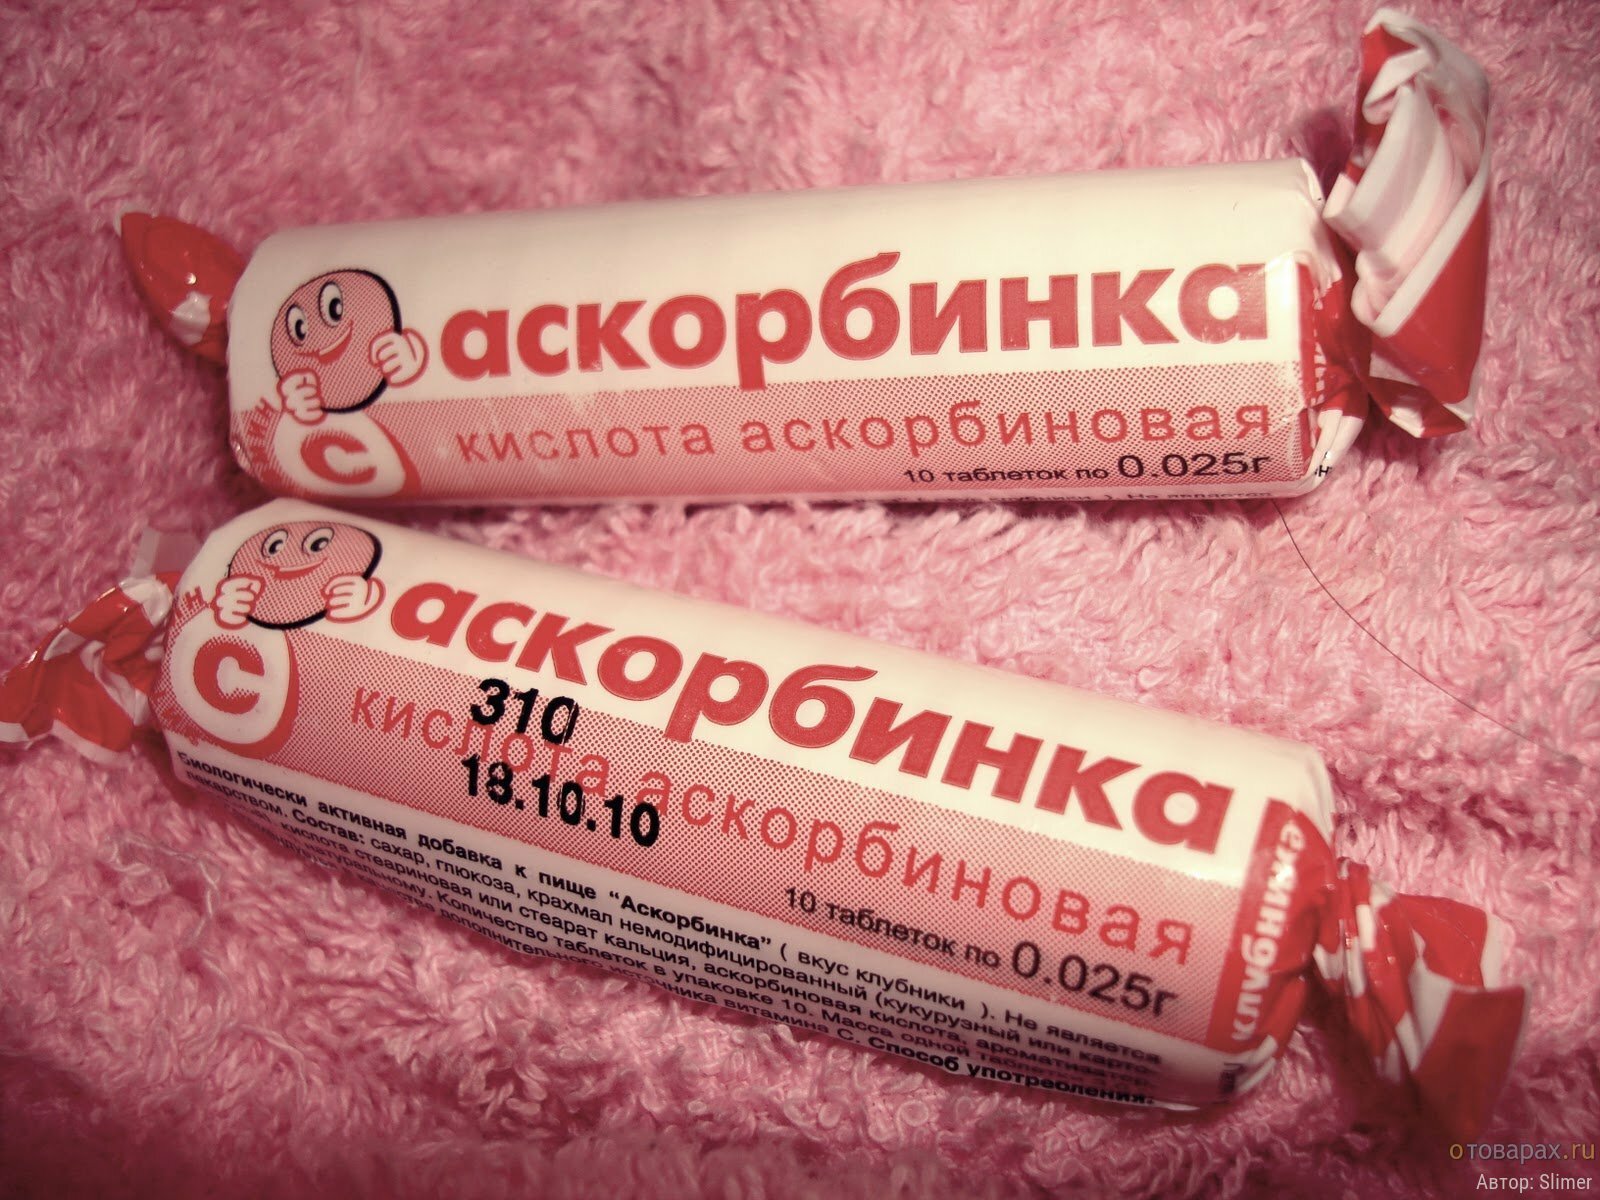 аскорбинка
кислота аскорбиновая
C
10 таблеток по 0.025г
аскорбинка
кислота аскорбиновая
C
310
18.10.10
10 таблеток по 0.025г
биологически активная добавка к пище “Аскорбинка” ( вкус клубники ). Не является
лекарством. Состав: сахар, глюкоза, крахмал немодифицированный (кукурузный или карто
кислота стеариновая или стеарат кальция, аскорбиновая кислота, ароматизатор
натуральному. Количество таблеток в упаковке 10. Масса одной
дополнительного источника витамина С. Способ употребления:
отоварах.ru
Автор: Slimer